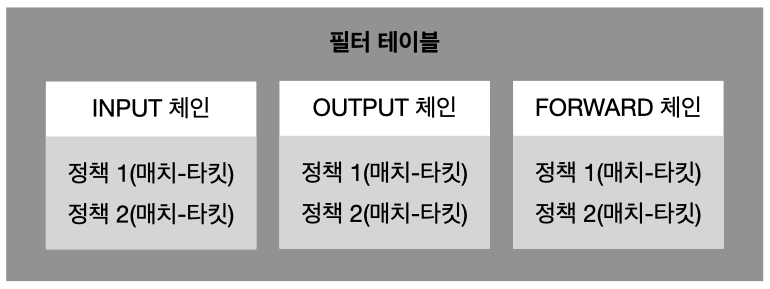 필터 테이블
INPUT 체인
정책 1(매치-타킷)
정책 2(매치-타킷)
OUTPUT 체인
정책 1(매치-타킷)
정책 2(매치-타킷)
FORWARD 체인
정책 1(매치-타킷)
정책 2(매치-타킷)